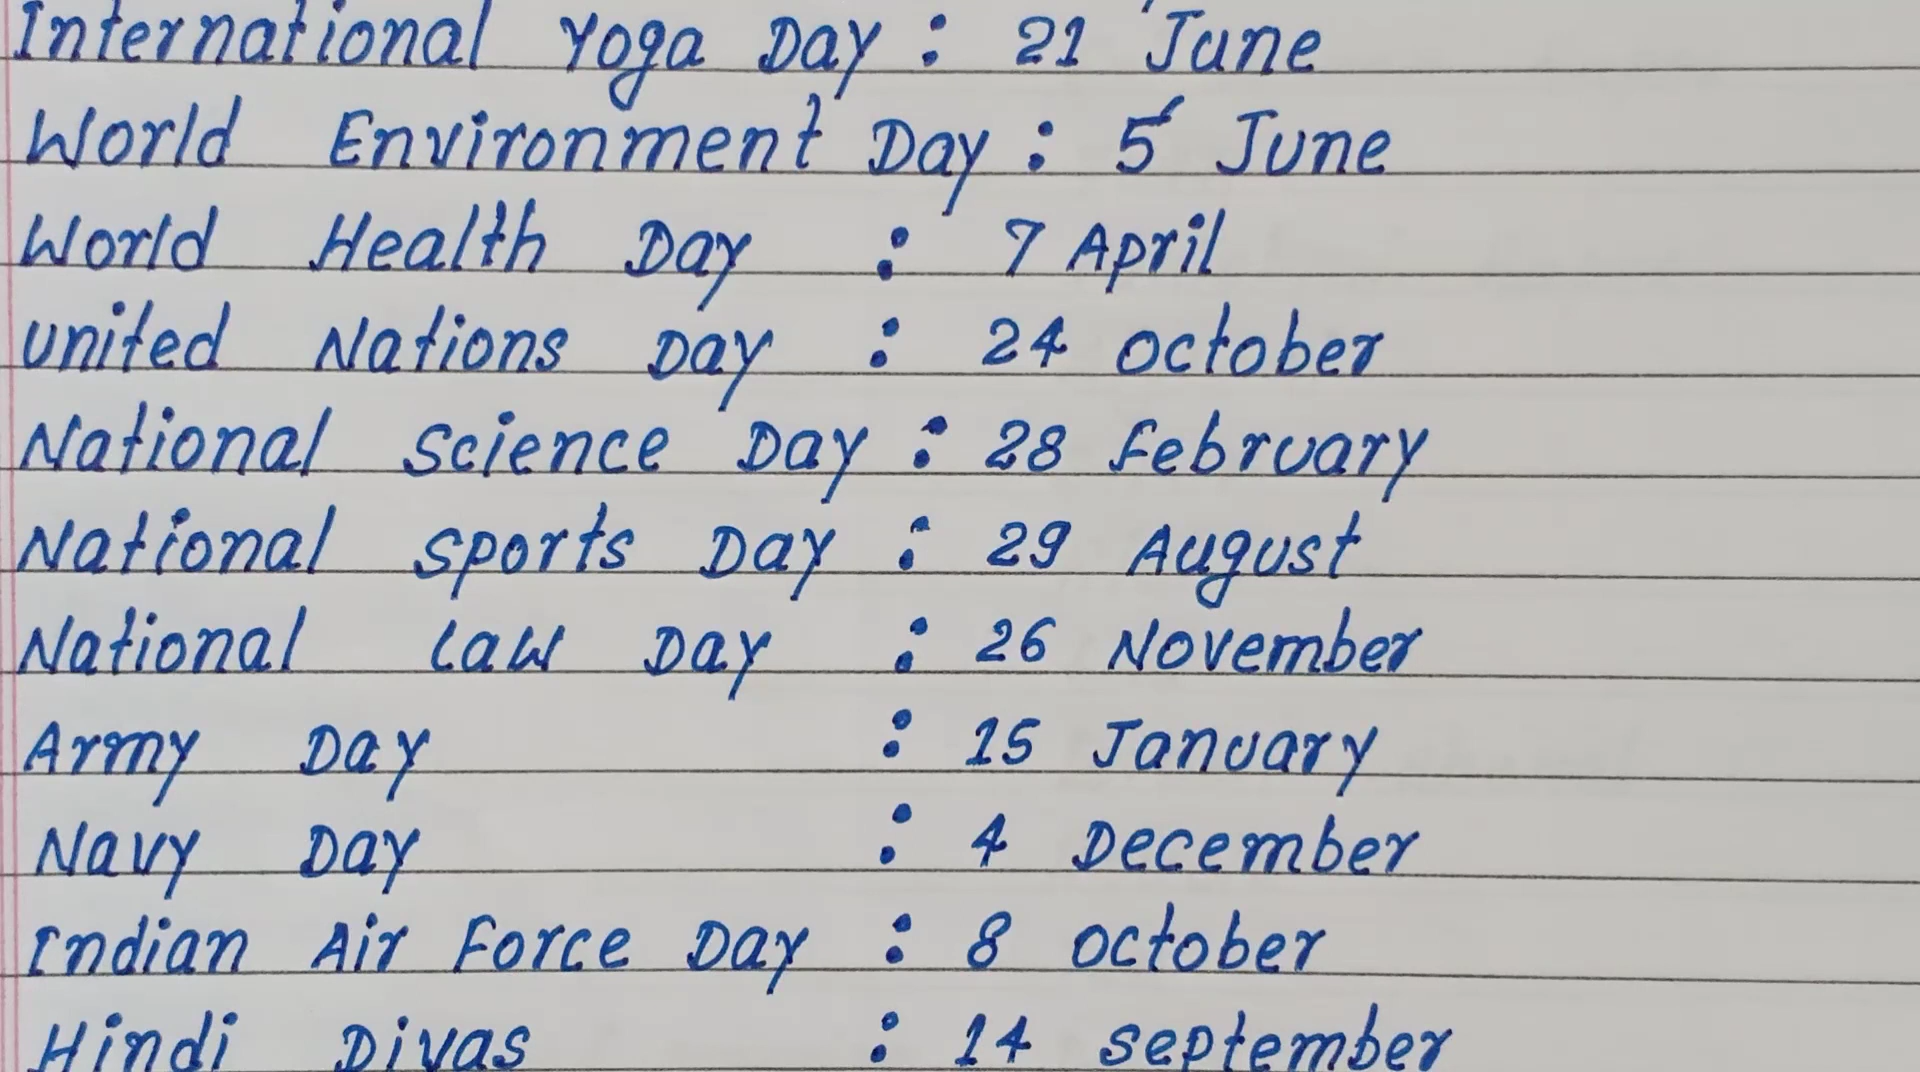 International Yoga Day : 21 June
World Environment Day : 5 June
World Health Day : 7 April
United Nations Day : 24 October
National Science Day : 28 February
National Sports Day : 29 August
National Law Day : 26 November
Army Day : 15 January
Navy Day : 4 December
Indian Air Force Day : 8 October
Hindi Divas : 14 September